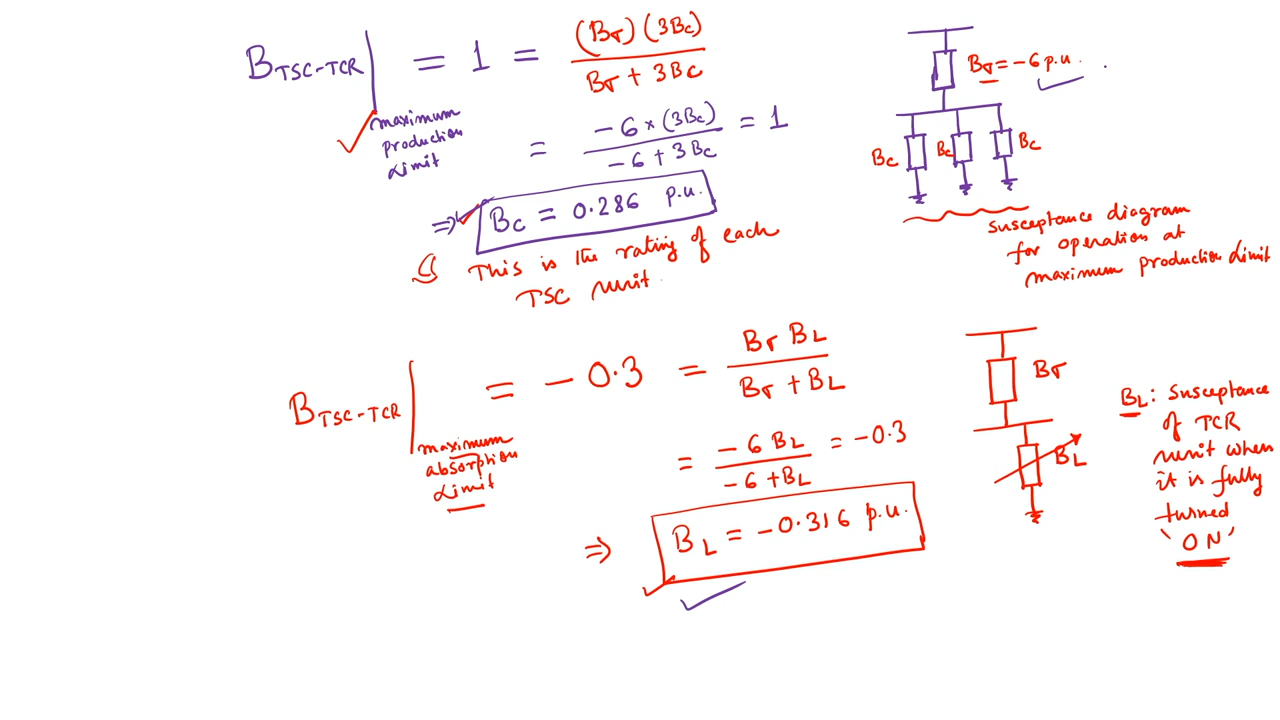 B_TSC-TCR | maximum production limit = 1 = (Bσ)(3Bc) / Bσ + 3Bc
= -6 × (3Bc) / -6 + 3Bc = 1
⇒ Bc = 0.286 p.u.
This is the rating of each
TSC unit.
Bσ = -6 p.u.
Bc Bc Bc
Susceptance diagram
for operation at
maximum production limit
B_TSC-TCR | maximum absorption limit = -0.3 = Bσ BL / Bσ + BL
= -6 BL / -6 + BL = -0.3
⇒ BL = -0.316 p.u.
Bσ
BL
BL: Susceptance
of TCR
unit when
it is fully
turned
'ON'